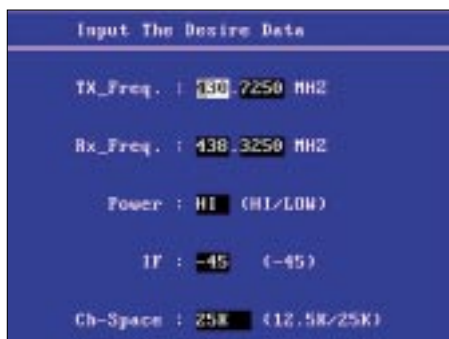 Input The Desire Data
TX_Freq. : 430.7250 MHZ
Rx_Freq. : 438.3250 MHZ
Power : HI (HI/LOW)
IF : -45 (-45)
Ch-Space : 25K (12.5K/25K)